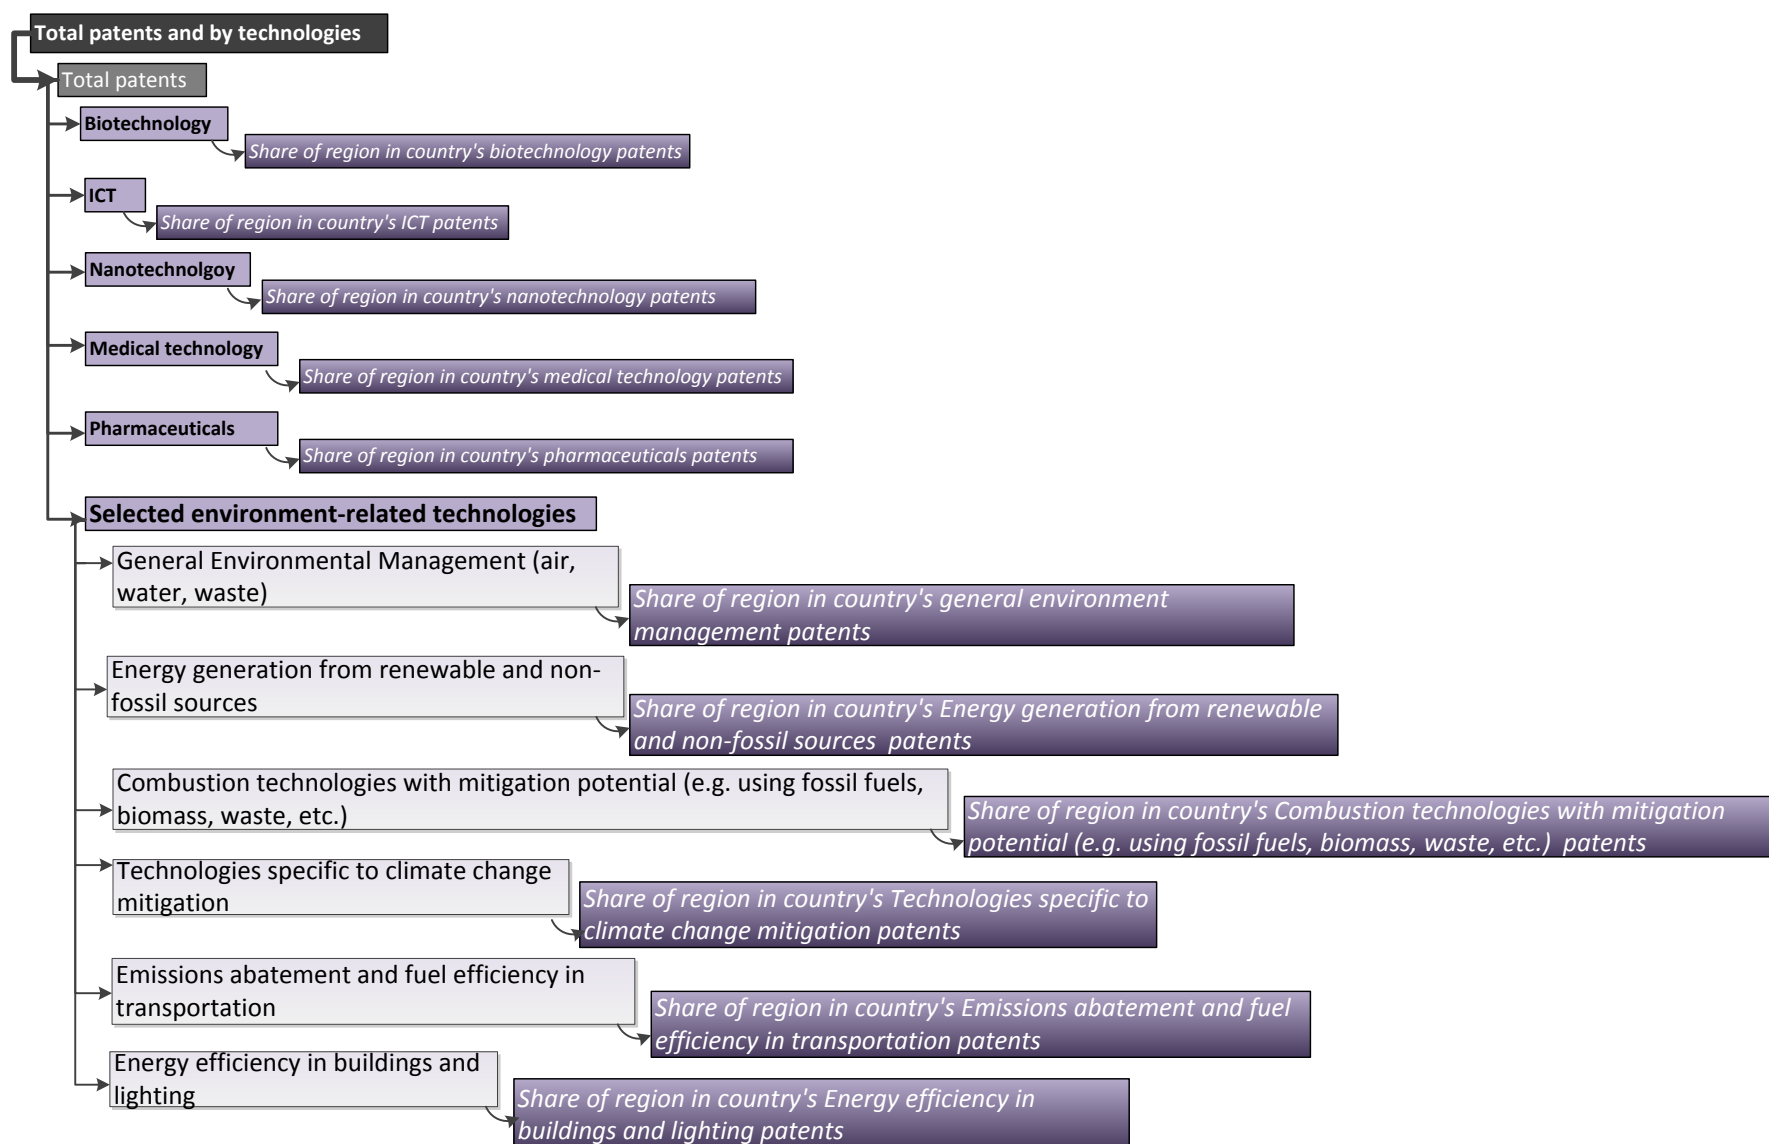 Total patents and by technologies
Total patents
Biotechnology
Share of region in country's biotechnology patents
ICT
Share of region in country's ICT patents
Nanotechnolgoy
Share of region in country's nanotechnology patents
Medical technology
Share of region in country's medical technology patents
Pharmaceuticals
Share of region in country's pharmaceuticals patents
Selected environment-related technologies
General Environmental Management (air,
water, waste)
Share of region in country's general environment
management patents
Energy generation from renewable and non-
fossil sources
Share of region in country's Energy generation from renewable
and non-fossil sources patents
Combustion technologies with mitigation potential (e.g. using fossil fuels,
biomass, waste, etc.)
Share of region in country's Combustion technologies with mitigation
potential (e.g. using fossil fuels, biomass, waste, etc.) patents
Technologies specific to climate change
mitigation
Share of region in country's Technologies specific to
climate change mitigation patents
Emissions abatement and fuel efficiency in
transportation
Share of region in country's Emissions abatement and fuel
efficiency in transportation patents
Energy efficiency in buildings and
lighting
Share of region in country's Energy efficiency in
buildings and lighting patents